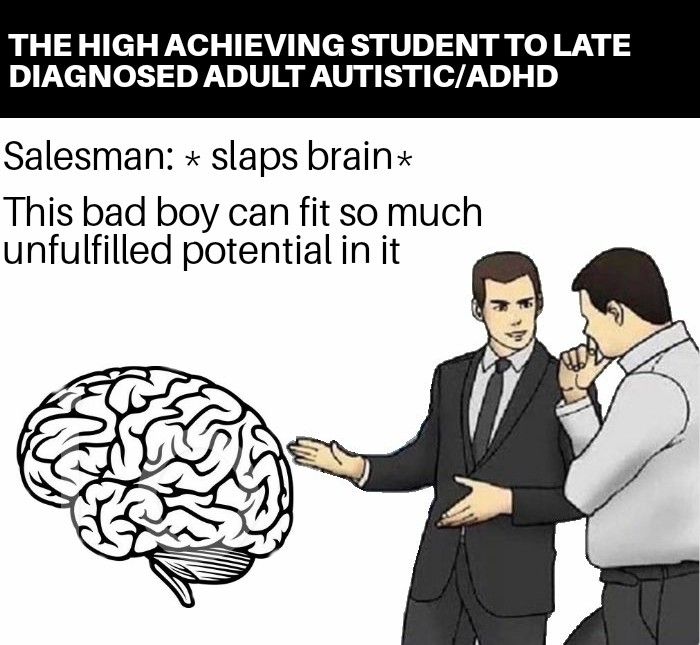 THE HIGH ACHIEVING STUDENT TO LATE
DIAGNOSED ADULT AUTISTIC/ADHD
Salesman: * slaps brain*
This bad boy can fit so much
unfulfilled potential in it